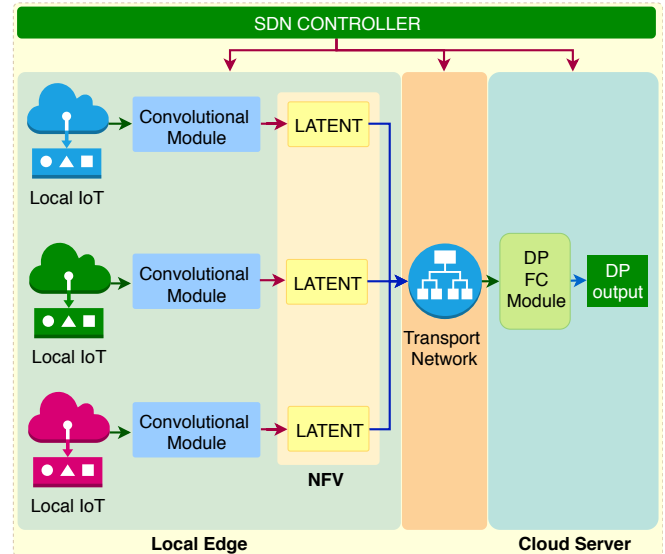 SDN CONTROLLER
Convolutional
Module
LATENT
Local IoT
Convolutional
Module
LATENT
DP
FC
Module
DP
output
Transport
Network
Local IoT
Convolutional
Module
LATENT
Local IoT
NFV
Local Edge
Cloud Server